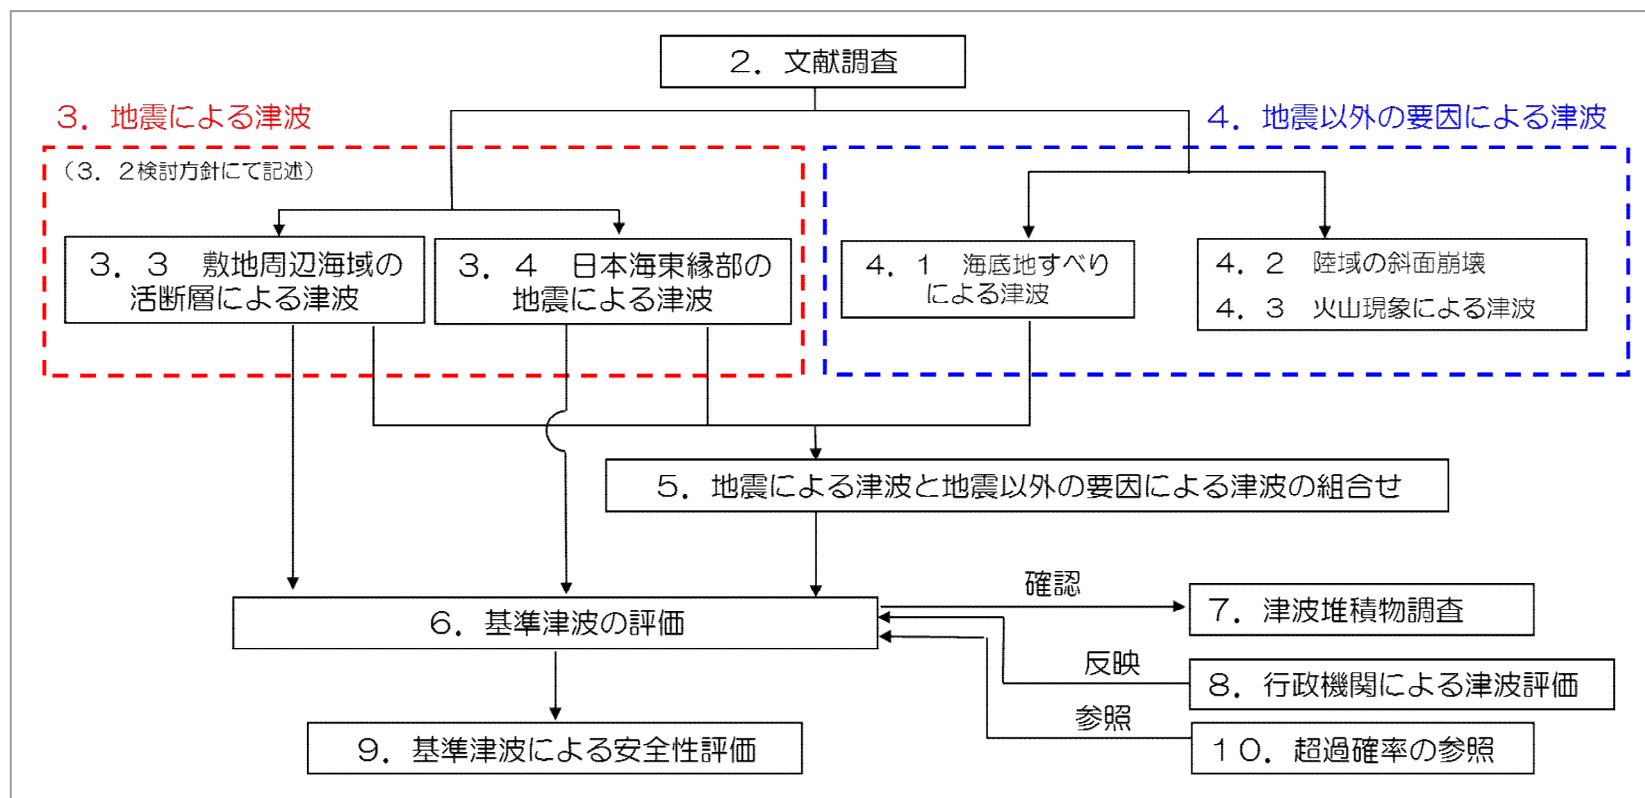 ２．文献調査
３．地震による津波
４．地震以外の要因による津波
（３．２検討方針にて記述）
３．３　敷地周辺海域の
活断層による津波
３．４　日本海東縁部の
地震による津波
４．１　海底地すべり
による津波
４．２　陸域の斜面崩壊
４．３　火山現象による津波
５．地震による津波と地震以外の要因による津波の組合せ
６．基準津波の評価
確認
７．津波堆積物調査
反映
８．行政機関による津波評価
参照
１０．超過確率の参照
９．基準津波による安全性評価